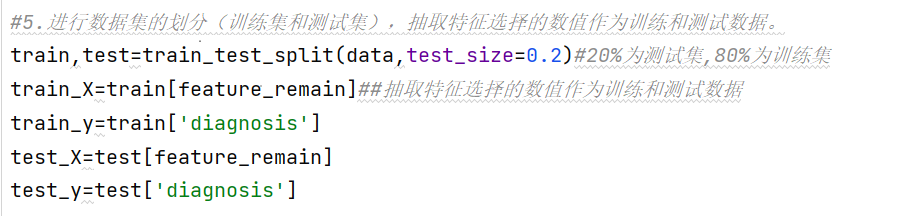 #5.进行数据集的划分（训练集和测试集），抽取特征选择的数值作为训练和测试数据。
train,test=train_test_split(data,test_size=0.2)#20%为测试集,80%为训练集
train_X=train[feature_remain]##抽取特征选择的数值作为训练和测试数据
train_y=train['diagnosis']
test_X=test[feature_remain]
test_y=test['diagnosis']